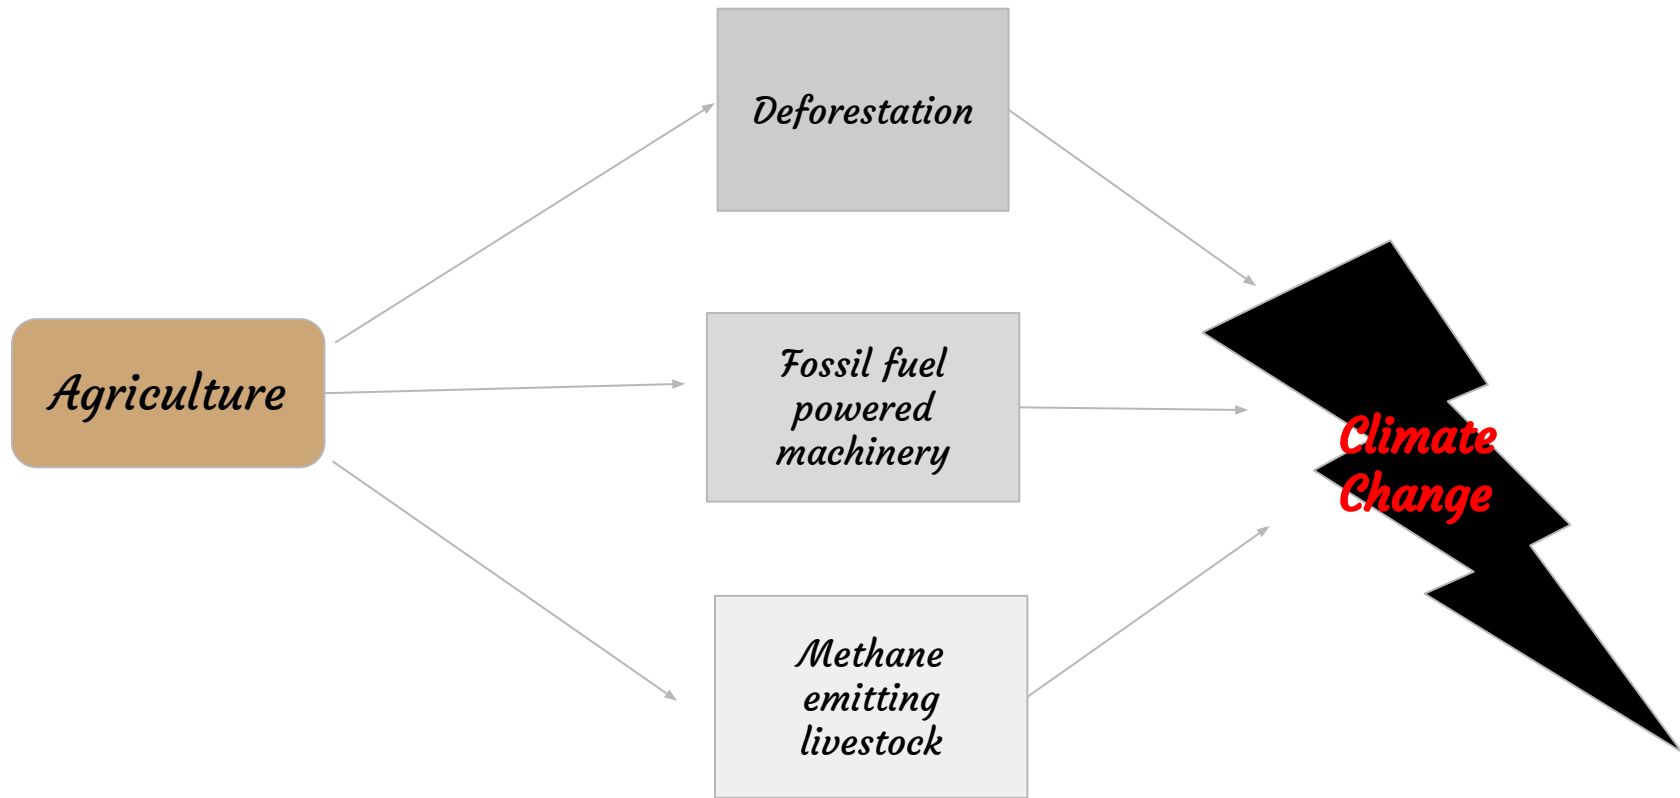 Agriculture
Deforestation
Fossil fuel
powered
machinery
Methane
emitting
livestock
Climate
Change